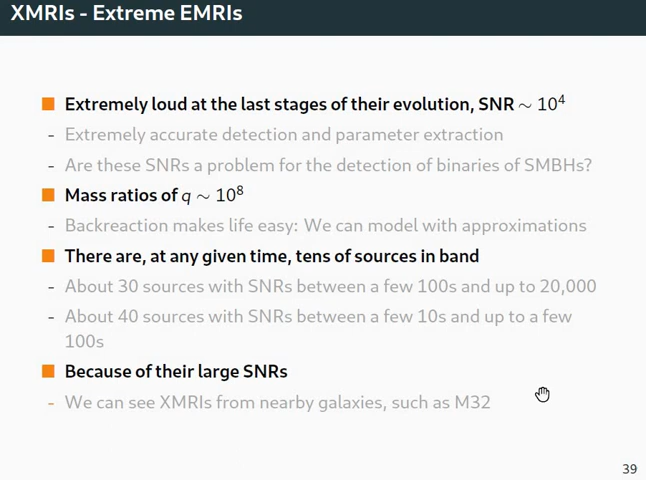 XMRIs - Extreme EMRIs
Extremely loud at the last stages of their evolution, SNR ∼ 10⁴
- Extremely accurate detection and parameter extraction
- Are these SNRs a problem for the detection of binaries of SMBHs?
Mass ratios of q ∼ 10⁸
- Backreaction makes life easy: We can model with approximations
There are, at any given time, tens of sources in band
- About 30 sources with SNRs between a few 100s and up to 20,000
- About 40 sources with SNRs between a few 10s and up to a few
100s
Because of their large SNRs
- We can see XMRIs from nearby galaxies, such as M32
39